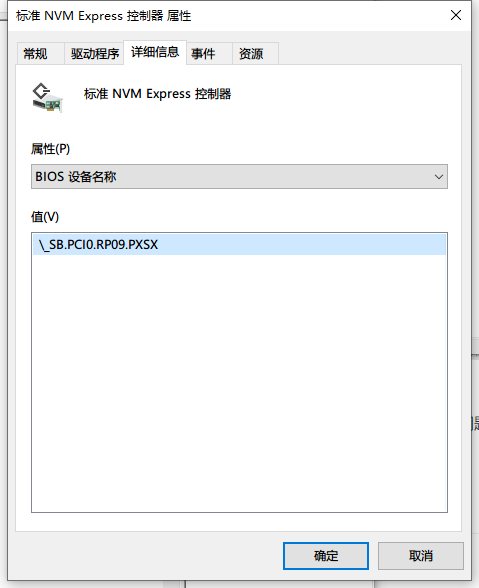 标准 NVM Express 控制器 属性
常规 驱动程序 详细信息 事件 资源
标准 NVM Express 控制器
属性(P)
BIOS 设备名称
值(V)
\_SB.PCI0.RP09.PXSX
确定 取消